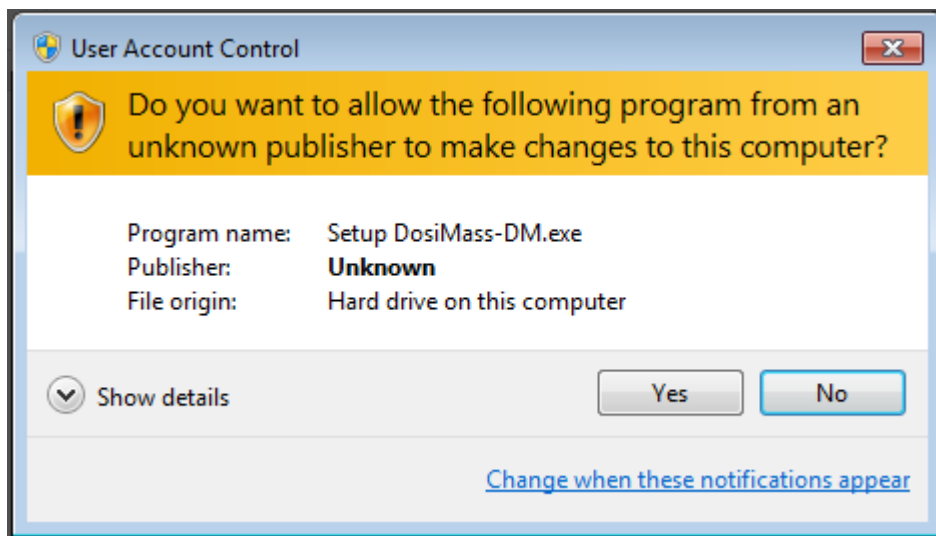 User Account Control
Do you want to allow the following program from an
unknown publisher to make changes to this computer?
Program name: Setup DosiMass-DM.exe
Publisher: Unknown
File origin: Hard drive on this computer
Show details
Yes No
Change when these notifications appear